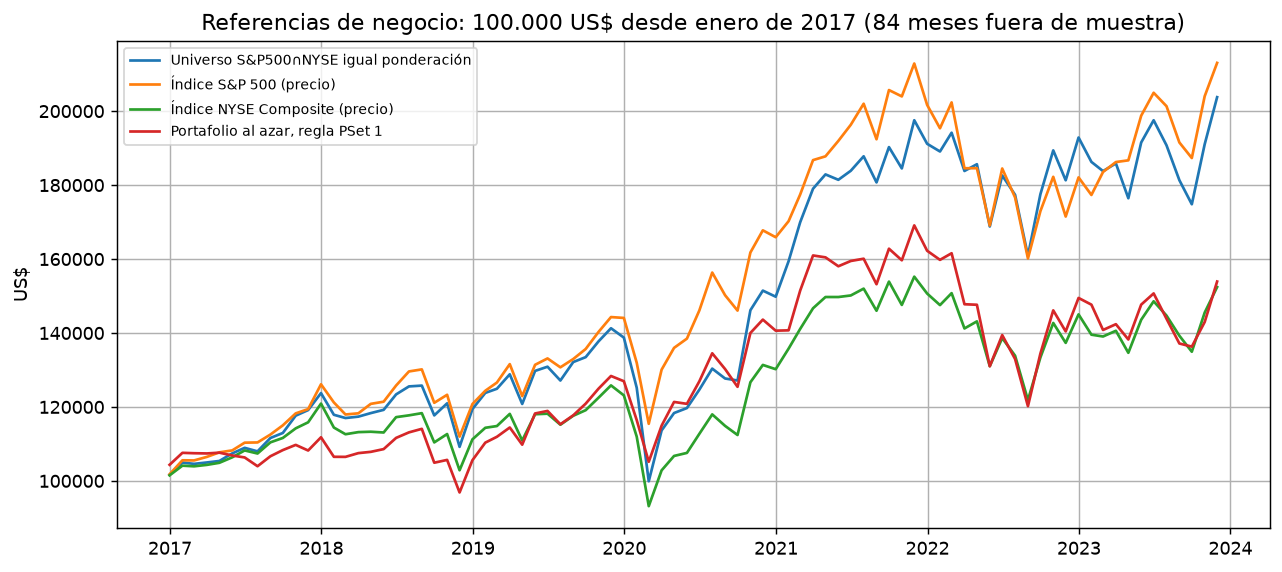 Referencias de negocio: 100.000 US$ desde enero de 2017 (84 meses fuera de muestra)
Universo S&P500∩NYSE igual ponderación
Índice S&P 500 (precio)
Índice NYSE Composite (precio)
Portafolio al azar, regla PSet 1
US$
200000
180000
160000
140000
120000
100000
2017 2018 2019 2020 2021 2022 2023 2024